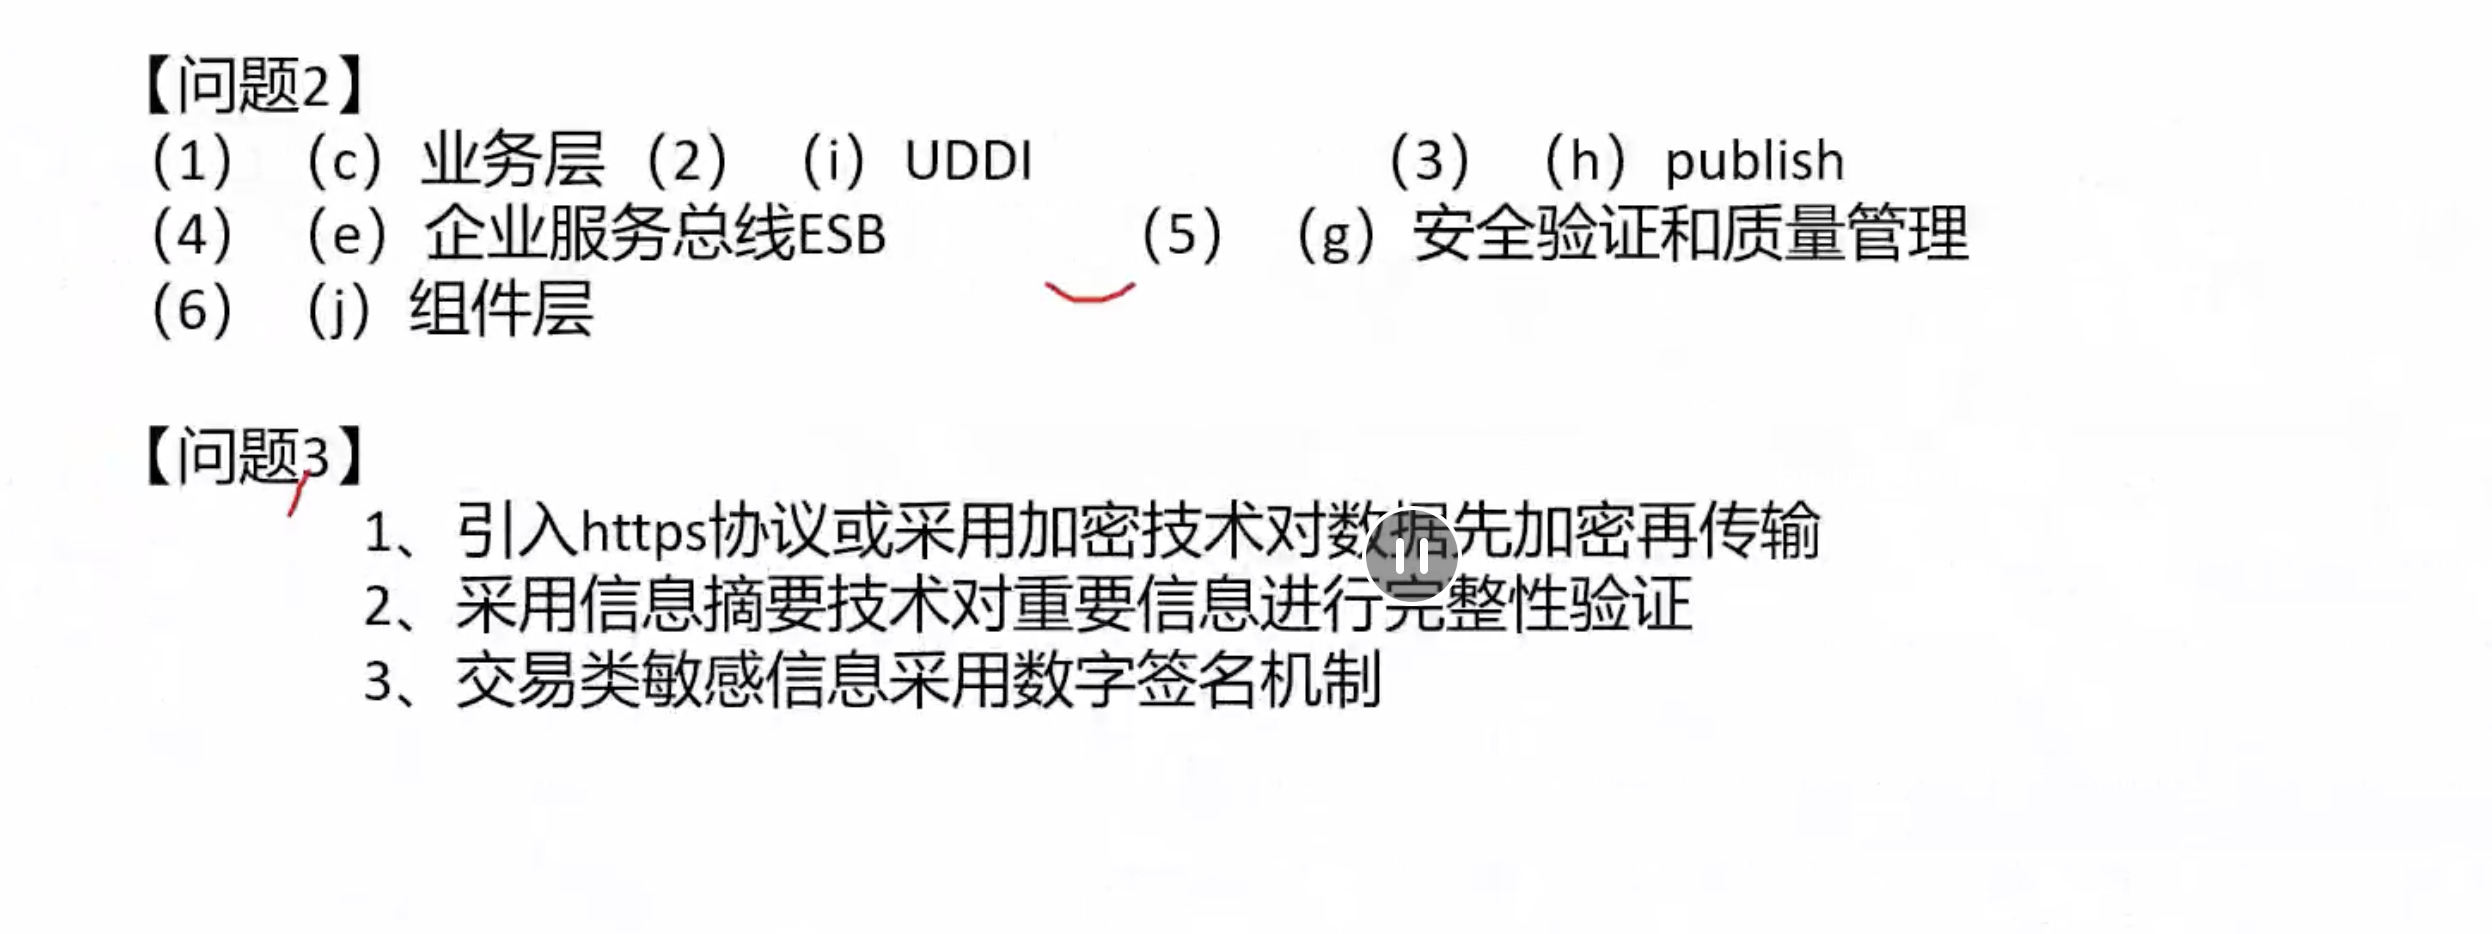 【问题2】
（1）（c）业务层（2）（i）UDDI （3）（h）publish
（4）（e）企业服务总线ESB （5）（g）安全验证和质量管理
（6）（j）组件层
【问题3】
1、引入https协议或采用加密技术对数据先加密再传输
2、采用信息摘要技术对重要信息进行完整性验证
3、交易类敏感信息采用数字签名机制